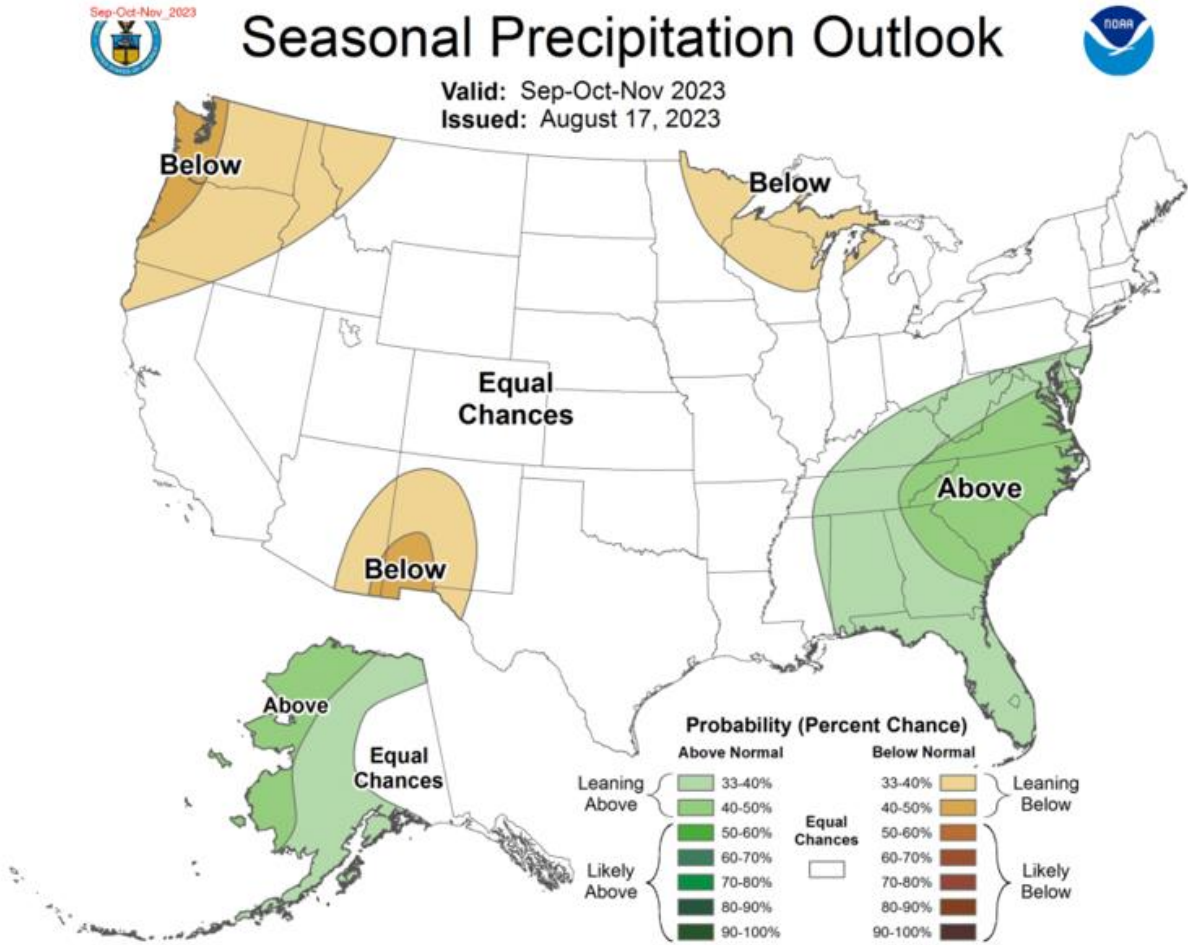 Sep-Oct-Nov_2023
Seasonal Precipitation Outlook
NOAA
Valid: Sep-Oct-Nov 2023
Issued: August 17, 2023
Below
Below
Equal
Chances
Above
Below
Above
Equal
Chances
Probability (Percent Chance)
Above Normal
Below Normal
Leaning
Above
33-40%
40-50%
Likely
Above
50-60%
60-70%
70-80%
80-90%
90-100%
Equal
Chances
33-40%
40-50%
Leaning
Below
50-60%
60-70%
70-80%
80-90%
90-100%
Likely
Below